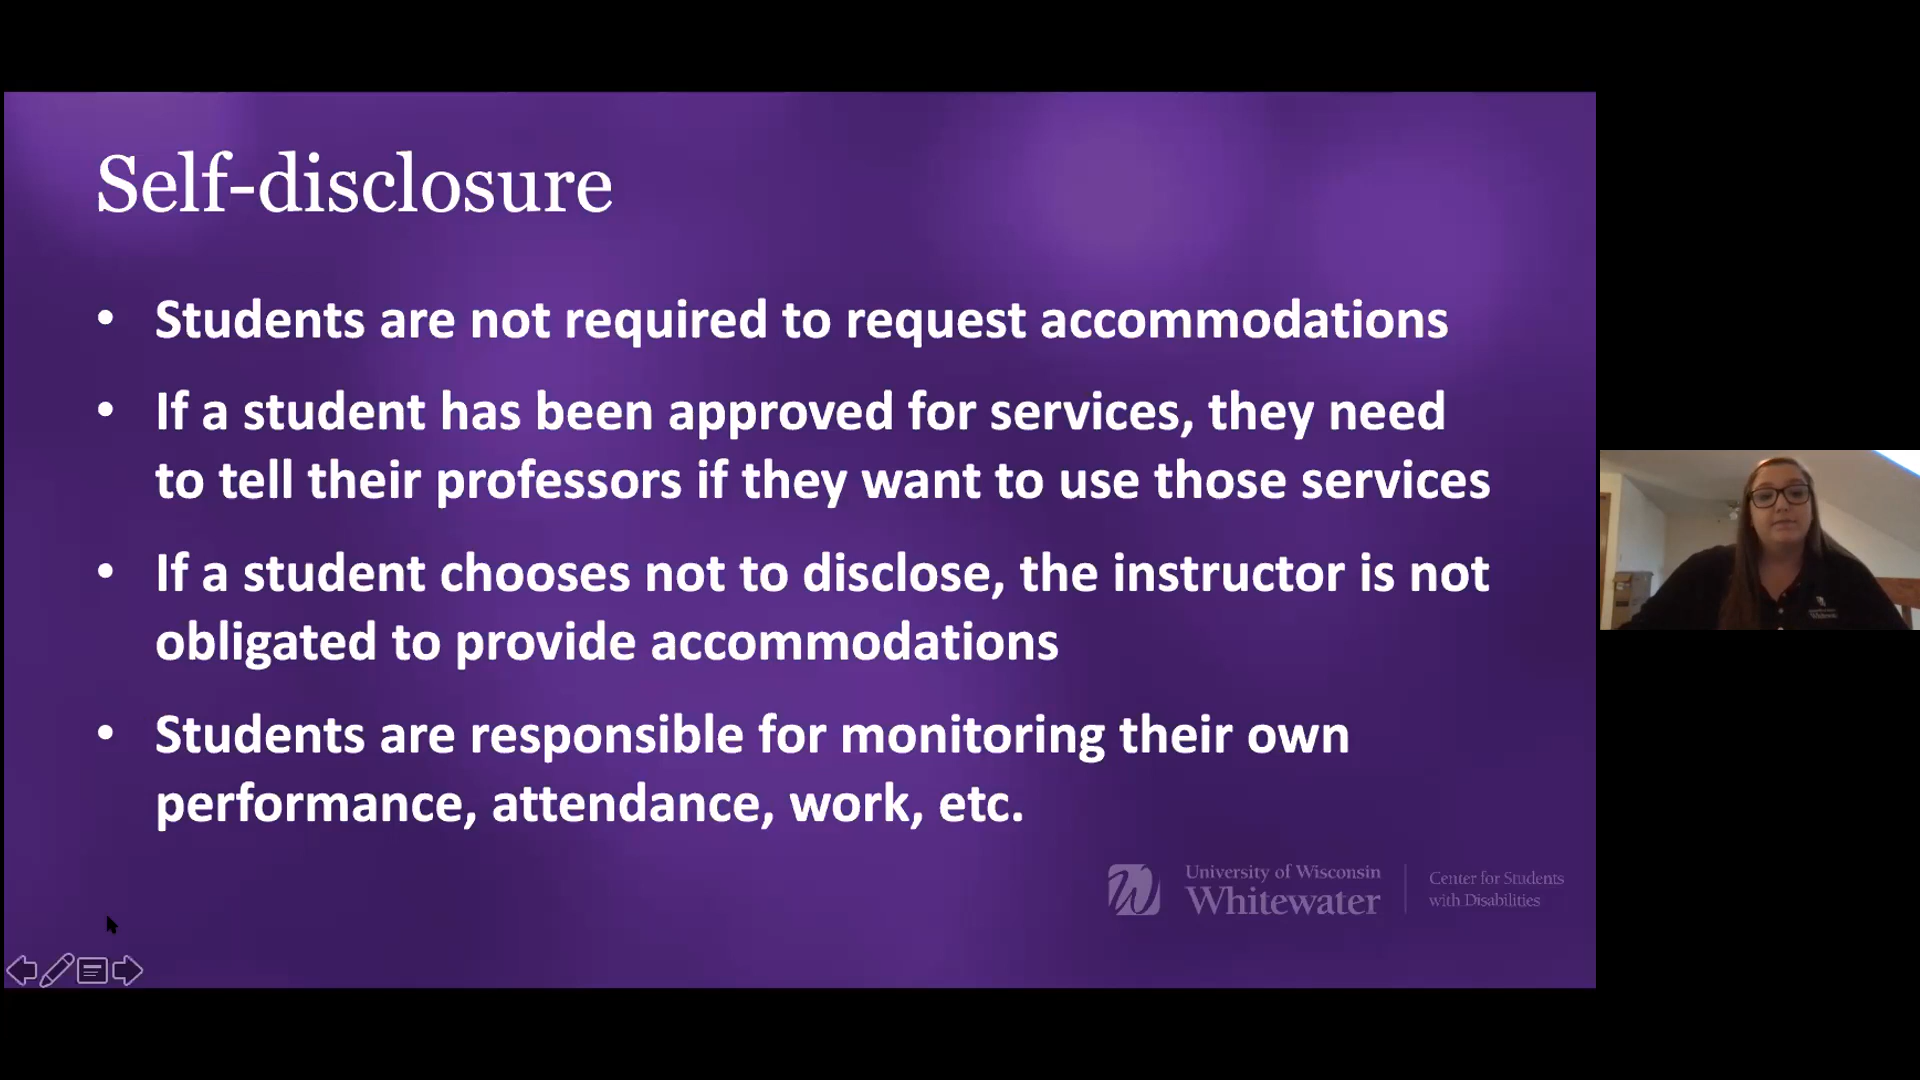 Self-disclosure
• Students are not required to request accommodations
• If a student has been approved for services, they need
to tell their professors if they want to use those services
• If a student chooses not to disclose, the instructor is not
obligated to provide accommodations
• Students are responsible for monitoring their own
performance, attendance, work, etc.
University of Wisconsin
Whitewater
Center for Students
with Disabilities